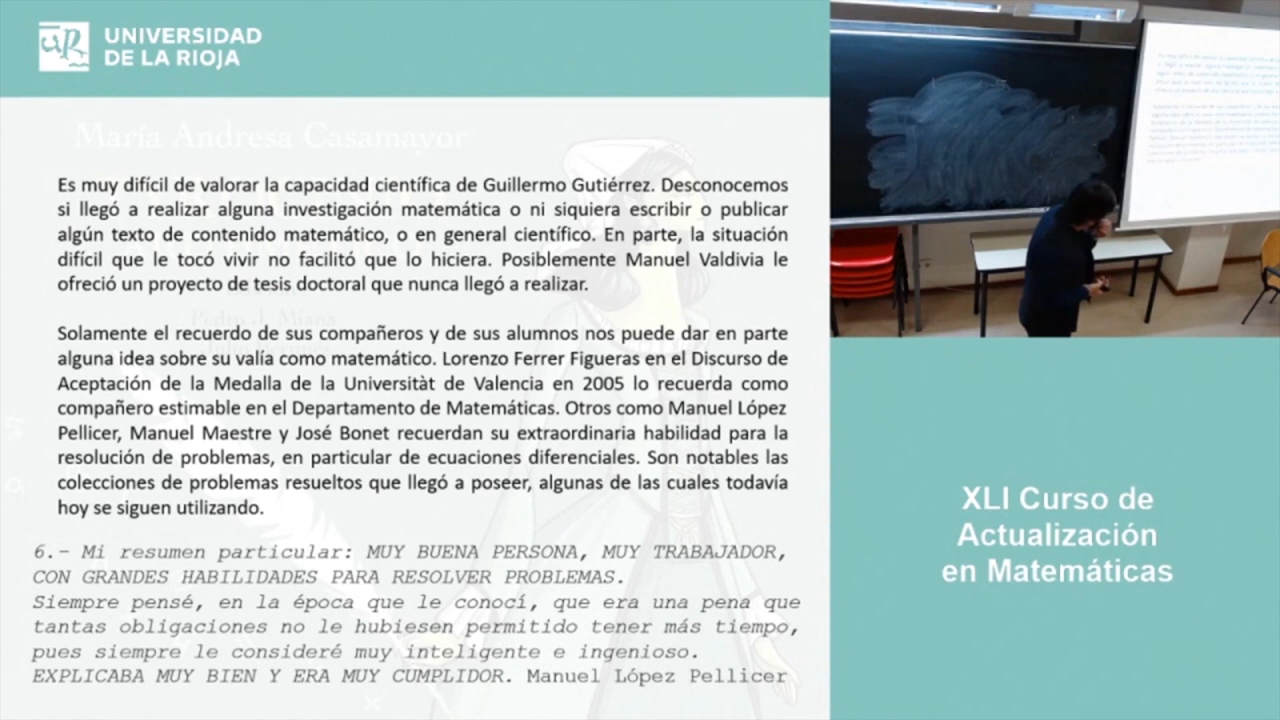 uR
UNIVERSIDAD
DE LA RIOJA
María Andresa Casamayor
Es muy difícil de valorar la capacidad científica de Guillermo Gutiérrez. Desconocemos
si llegó a realizar alguna investigación matemática o ni siquiera escribir o publicar
algún texto de contenido matemático, o en general científico. En parte, la situación
difícil que le tocó vivir no facilitó que lo hiciera. Posiblemente Manuel Valdivia le
ofreció un proyecto de tesis doctoral que nunca llegó a realizar.
Pedro J. Miana
Solamente el recuerdo de sus compañeros y de sus alumnos nos puede dar en parte
alguna idea sobre su valía como matemático. Lorenzo Ferrer Figueras en el Discurso de
Aceptación de la Medalla de la Universitàt de Valencia en 2005 lo recuerda como
compañero estimable en el Departamento de Matemáticas. Otros como Manuel López
Pellicer, Manuel Maestre y José Bonet recuerdan su extraordinaria habilidad para la
resolución de problemas, en particular de ecuaciones diferenciales. Son notables las
colecciones de problemas resueltos que llegó a poseer, algunas de las cuales todavía
hoy se siguen utilizando.
6.- Mi resumen particular: MUY BUENA PERSONA, MUY TRABAJADOR,
CON GRANDES HABILIDADES PARA RESOLVER PROBLEMAS.
Siempre pensé, en la época que le conocí, que era una pena que
tantas obligaciones no le hubiesen permitido tener más tiempo,
pues siempre le consideré muy inteligente e ingenioso.
EXPLICABA MUY BIEN Y ERA MUY CUMPLIDOR. Manuel López Pellicer
XLI Curso de
Actualización
en Matemáticas